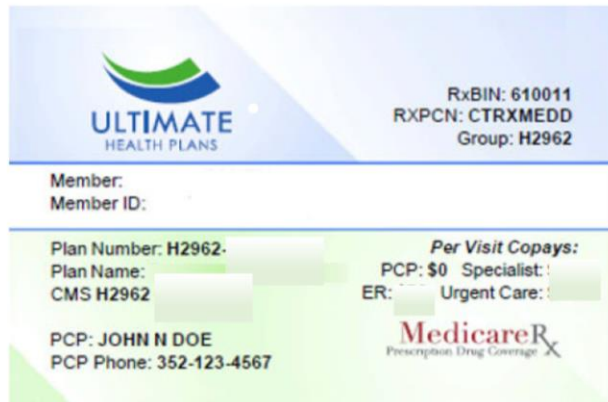 ULTIMATE
HEALTH PLANS
RxBIN: 610011
RXPCN: CTRXMEDD
Group: H2962
Member:
Member ID:
Plan Number: H2962-
Plan Name:
CMS H2962
PCP: JOHN N DOE
PCP Phone: 352-123-4567
Per Visit Copays:
PCP: $0 Specialist:
ER: Urgent Care:
MedicareRx
Prescription Drug Coverage